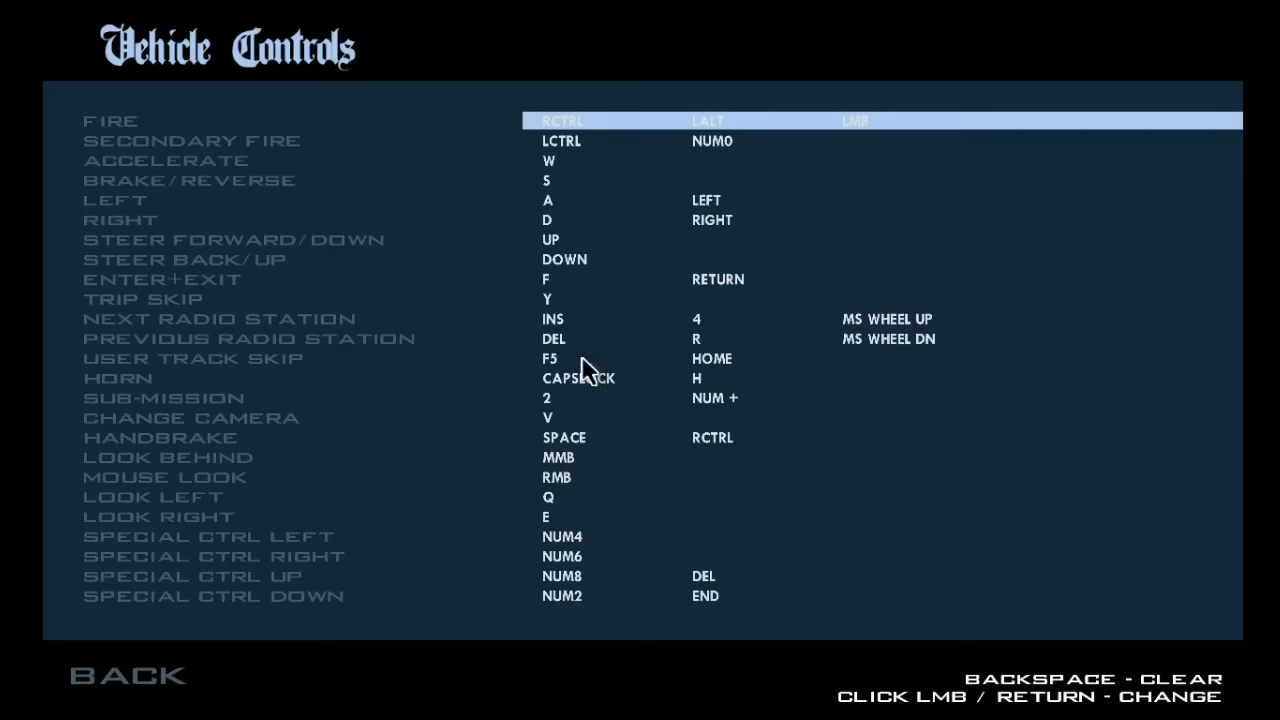 Vehicle Controls
FIRE RCTRL LALT LMB
SECONDARY FIRE LCTRL NUM0
ACCELERATE W
BRAKE/REVERSE S
LEFT A LEFT
RIGHT D RIGHT
STEER FORWARD/DOWN UP
STEER BACK/UP DOWN
ENTER+EXIT F RETURN
TRIP SKIP Y
NEXT RADIO STATION INS 4 MS WHEEL UP
PREVIOUS RADIO STATION DEL R MS WHEEL DN
USER TRACK SKIP F5 HOME
HORN CAPSLOCK H
SUB-MISSION 2 NUM +
CHANGE CAMERA V
HANDBRAKE SPACE RCTRL
LOOK BEHIND MMB
MOUSE LOOK RMB
LOOK LEFT Q
LOOK RIGHT E
SPECIAL CTRL LEFT NUM4
SPECIAL CTRL RIGHT NUM6
SPECIAL CTRL UP NUM8 DEL
SPECIAL CTRL DOWN NUM2 END
BACK
BACKSPACE - CLEAR
CLICK LMB / RETURN - CHANGE